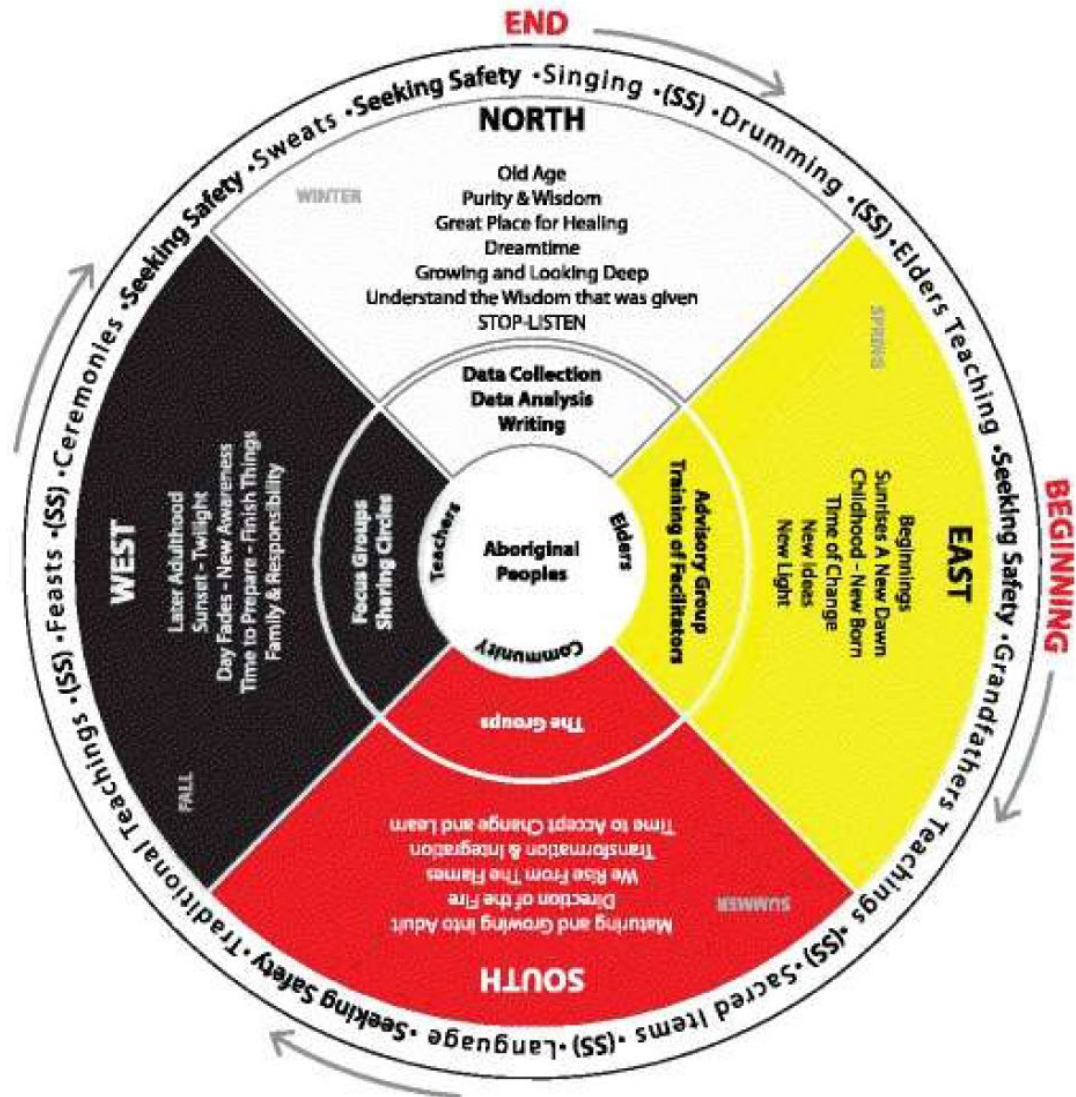 END
BEGINNING
•Seeking Safety •Singing •(SS) •Drumming •(SS) •Elders Teaching •Seeking Safety •Grandfathers Teachings •(SS)• Sacred Items •(SS)•Language •Seeking Safety •Traditional Teachings •(SS) •Feasts •(SS) •Ceremonies •Seeking Safety •Sweats
NORTH
WINTER
Old Age
Purity & Wisdom
Great Place for Healing
Dreamtime
Growing and Looking Deep
Understand the Wisdom that was given
STOP-LISTEN
Data Collection
Data Analysis
Writing
EAST
SPRING
Beginnings
Sunrises A New Dawn
Childhood - New Born
Time of Change
New Ideas
New Light
Advisory Group
Training of Facilitators
SOUTH
SUMMER
Maturing and Growing into Adult
Direction of the Fire
We Rise From The Flames
Transformation & Integration
Time to Accept Change and Learn
The Groups
WEST
FALL
Later Adulthood
Sunset - Twilight
Day Fades - New Awareness
Time to Prepare - Finish Things
Family & Responsibility
Focus Groups
Sharing Circles
Teachers
Elders
Community
Aboriginal
Peoples